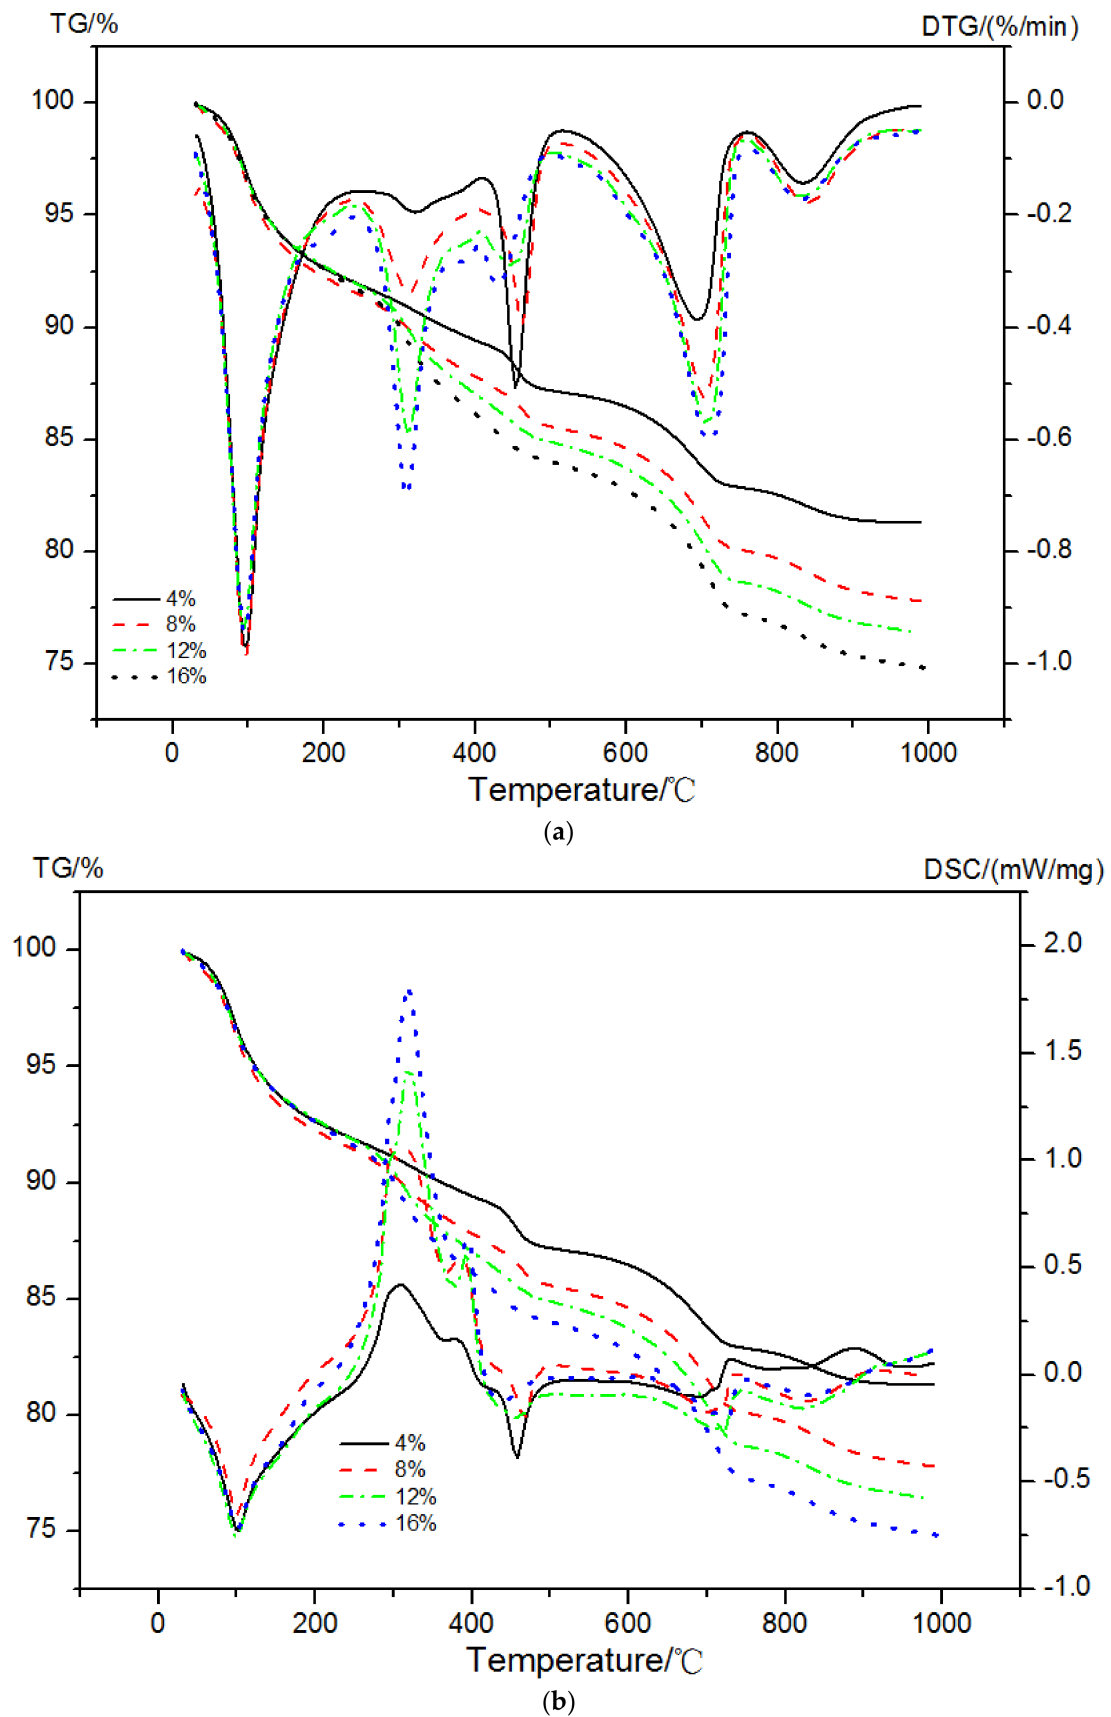 TG/% DTG/(%/min)
100 0.0
95 -0.2
90 -0.4
85 -0.6
80 -0.8
75 -1.0
4%
8%
12%
16%
0 200 400 600 800 1000
Temperature/℃
(a)
TG/% DSC/(mW/mg)
100 2.0
95 1.5
90 1.0
85 0.5
80 0.0
75 -0.5
-1.0
4%
8%
12%
16%
0 200 400 600 800 1000
Temperature/℃
(b)